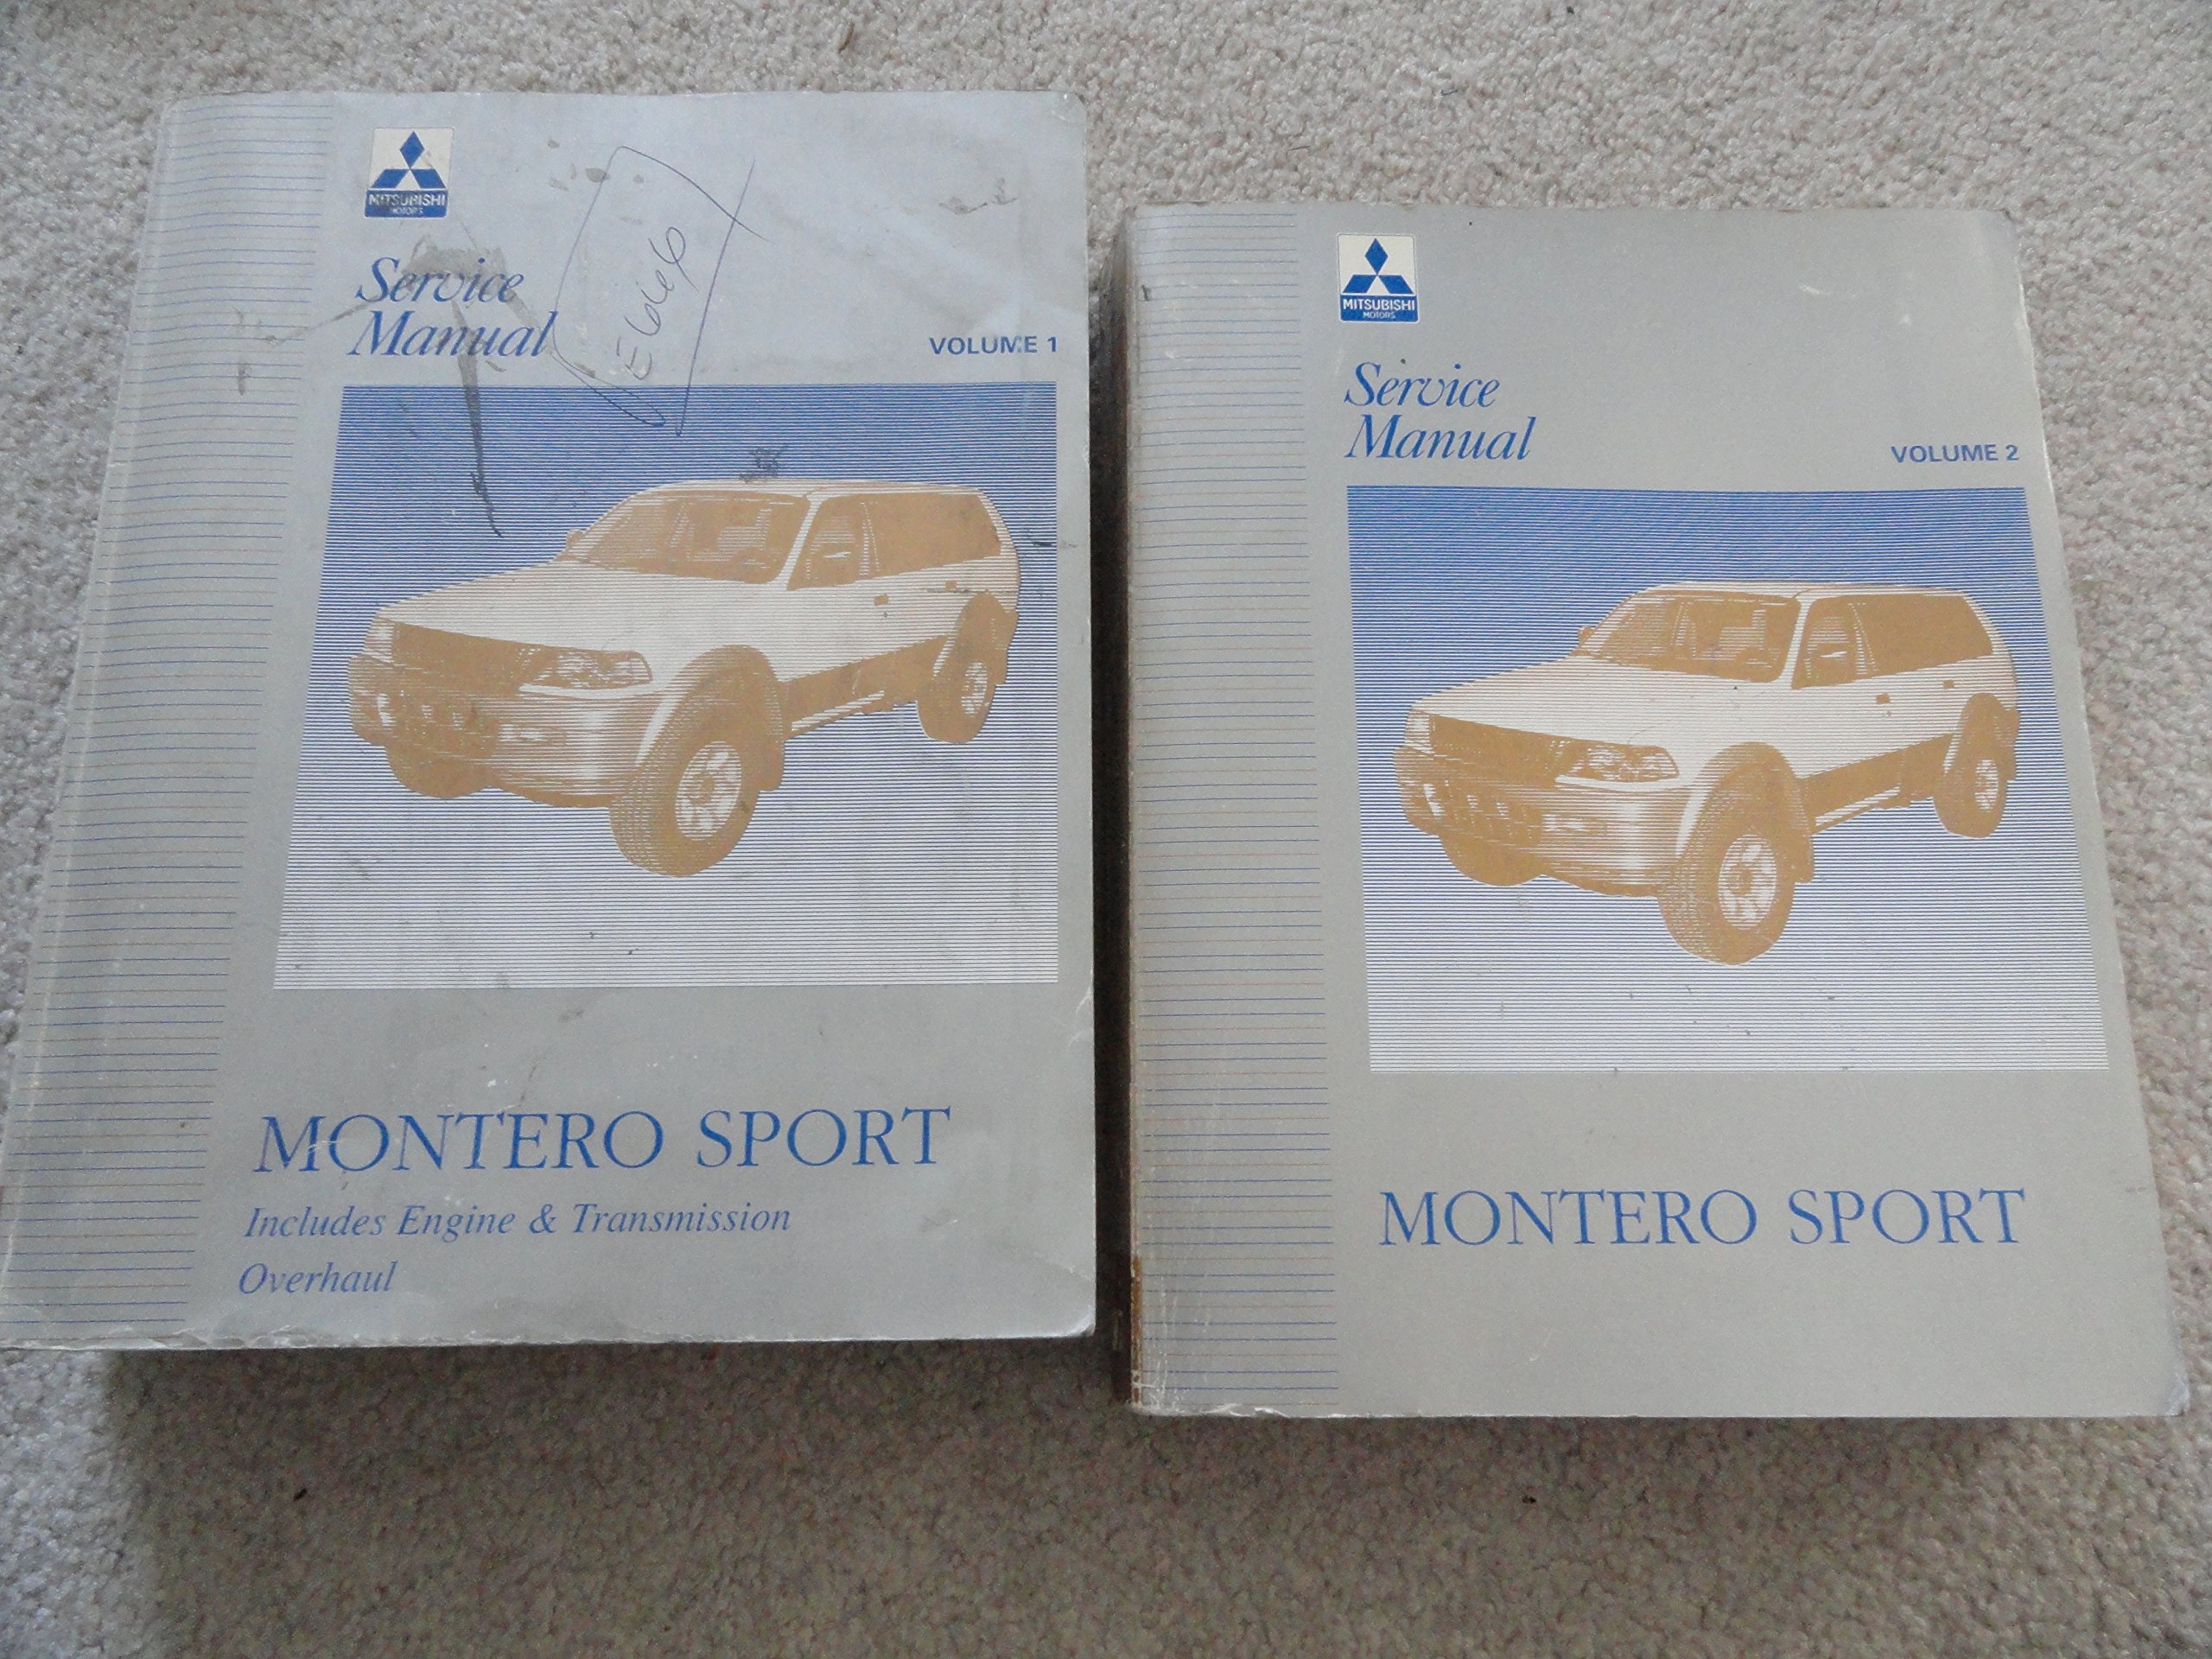 MITSUBISHI
MOTORS
Service
Manual
VOLUME 1
MONTERO SPORT
Includes Engine & Transmission
Overhaul
MITSUBISHI
MOTORS
Service
Manual
VOLUME 2
MONTERO SPORT